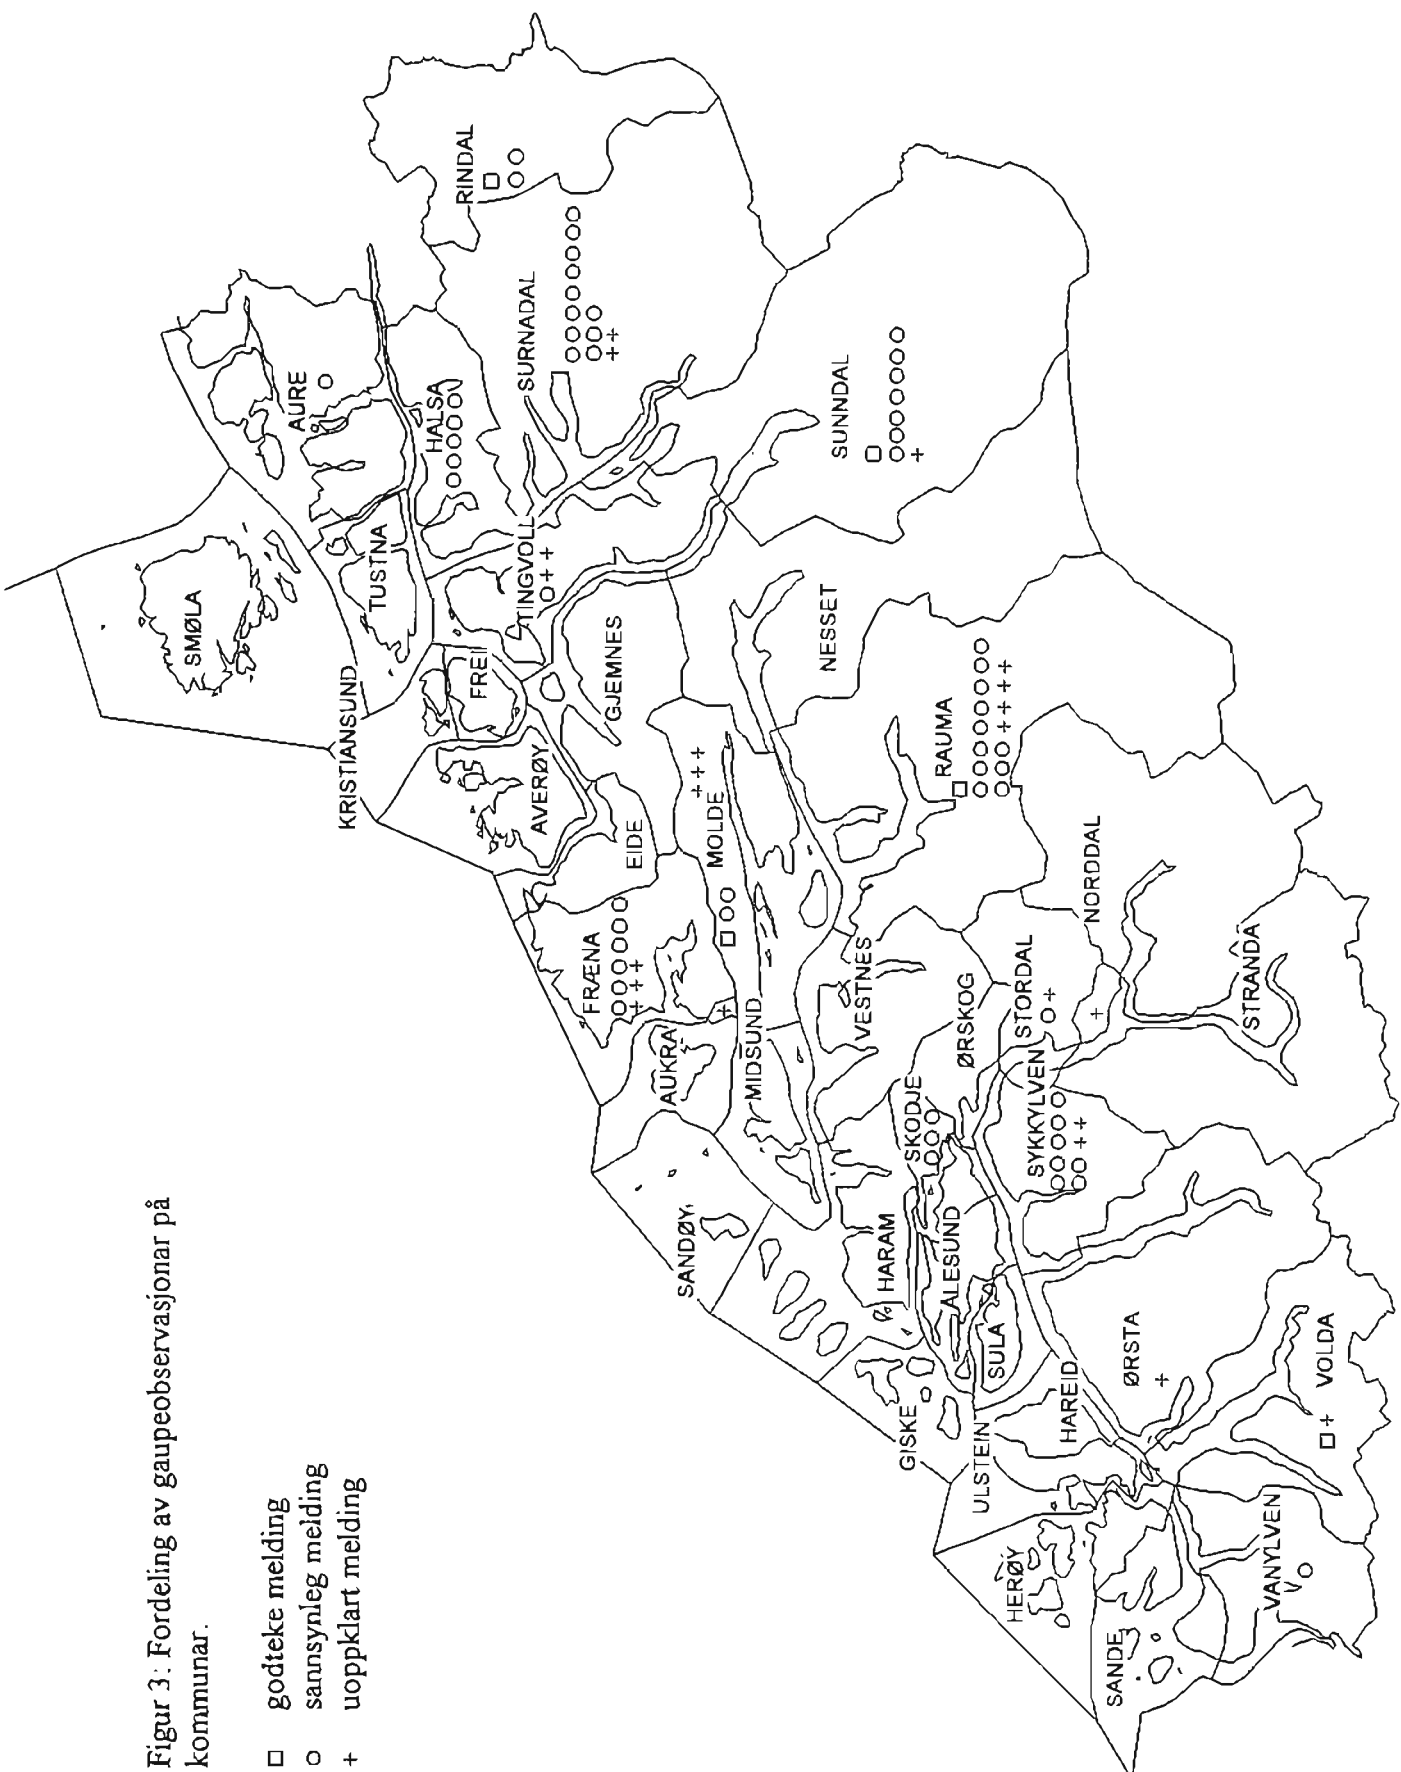 Figur 3: Fordeling av gaupeobservasjonar på
kommunar.
□ godteke melding
○ sannsynleg melding
+ uoppklart melding
SMØLA
AURE
TUSTNA
HALSA
RINDAL
SURNADAL
KRISTIANSUND
FREI
TINGVOLL
AVERØY
GJEMNES
EIDE
SUNNDAL
FRÆNA
MOLDE
NESSET
AUKRA
MIDSUND
RAUMA
SANDØY
VESTNES
HARAM
SKODJE
ØRSKOG
STORDAL
NORDDAL
GISKE
ÅLESUND
SULA
SYKKYLVEN
STRANDA
ULSTEIN
HAREID
ØRSTA
HERØY
VOLDA
SANDE
VANYLVEN